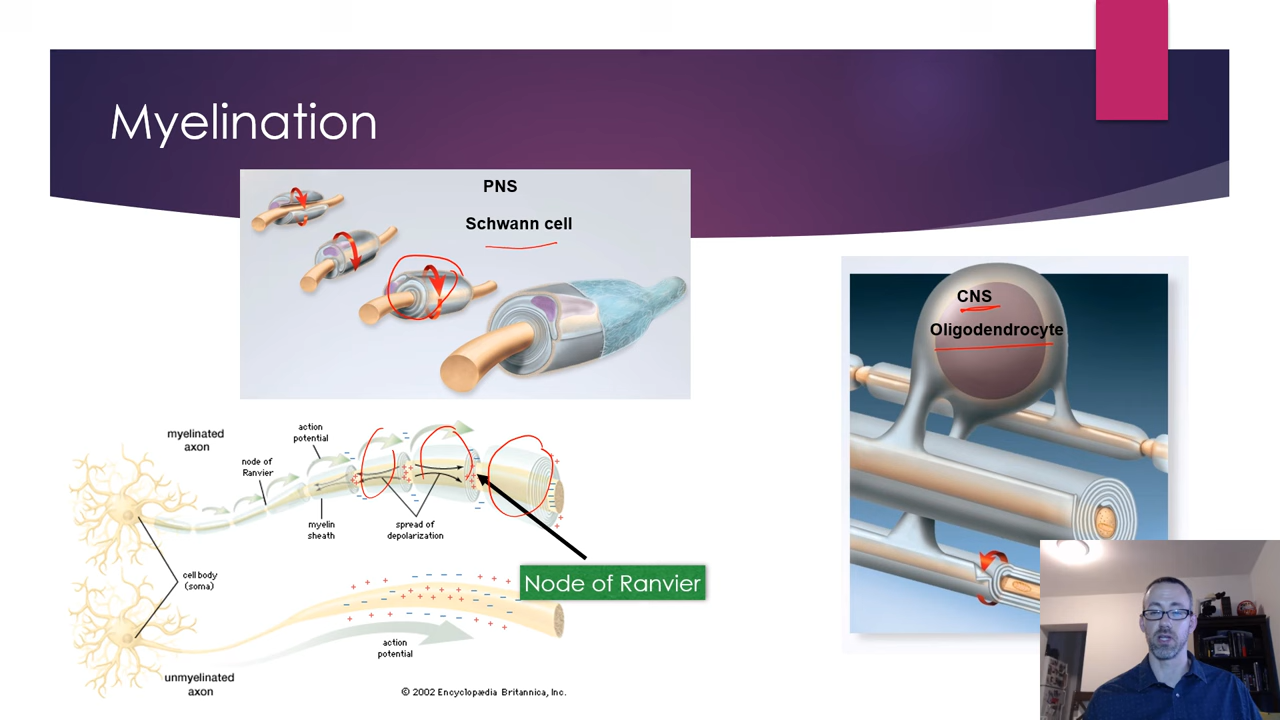 Myelination
PNS
Schwann cell
CNS
Oligodendrocyte
myelinated
axon
action
potential
node of
Ranvier
myelin
sheath
spread of
depolarization
cell body
(soma)
Node of Ranvier
action
potential
unmyelinated
axon
© 2002 Encyclopædia Britannica, Inc.